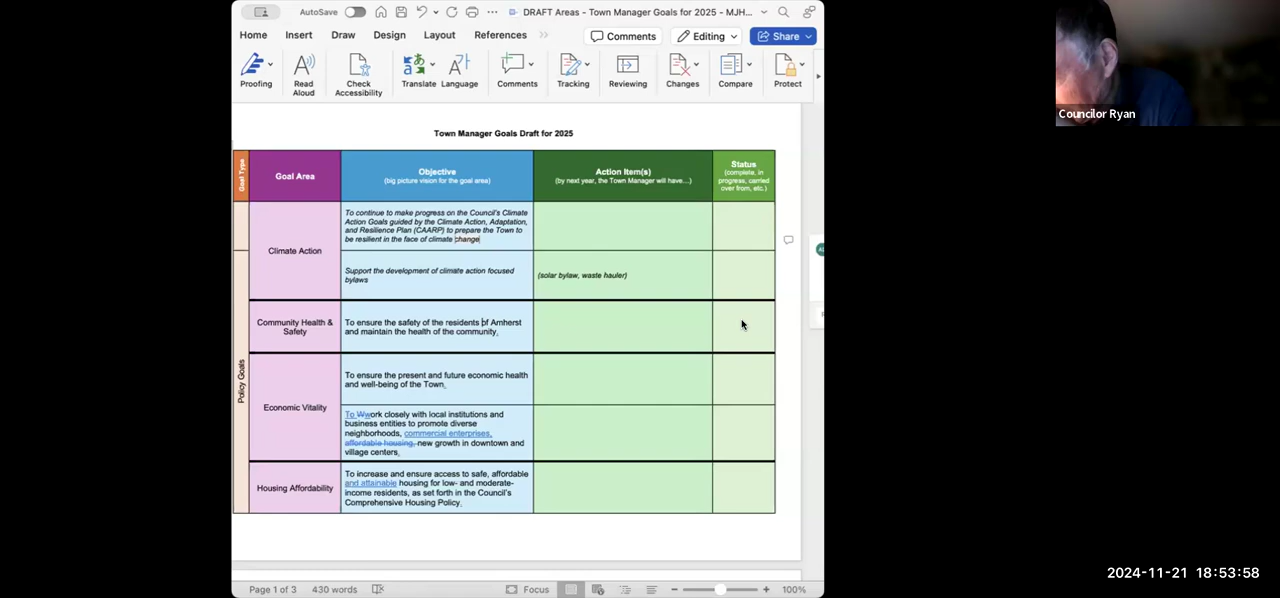 AutoSave
DRAFT Areas - Town Manager Goals for 2025 - MJH...
Home Insert Draw Design Layout References Comments Editing Share
Proofing Read Aloud Check Accessibility Translate Language Comments Tracking Reviewing Changes Compare Protect
Town Manager Goals Draft for 2025
Goal Type
Goal Area
Objective
(big picture vision for the goal area)
Action Item(s)
(by next year, the Town Manager will have...)
Status
(complete, in
progress, carried
over from, etc.)
Policy Goals
Climate Action
To continue to make progress on the Council's Climate
Action Goals guided by the Climate Action, Adaptation,
and Resilience Plan (CAARP) to prepare the Town to
be resilient in the face of climate change
Support the development of climate action focused
bylaws
(solar bylaw, waste hauler)
Community Health &
Safety
To ensure the safety of the residents of Amherst
and maintain the health of the community.
Economic Vitality
To ensure the present and future economic health
and well-being of the Town.
To Wwork closely with local institutions and
business entities to promote diverse
neighborhoods, commercial enterprises,
affordable housing, new growth in downtown and
village centers.
Housing Affordability
To increase and ensure access to safe, affordable
and attainable housing for low- and moderate-
income residents, as set forth in the Council's
Comprehensive Housing Policy.
Page 1 of 3 430 words Focus 100%
Councilor Ryan
2024-11-21 18:53:58